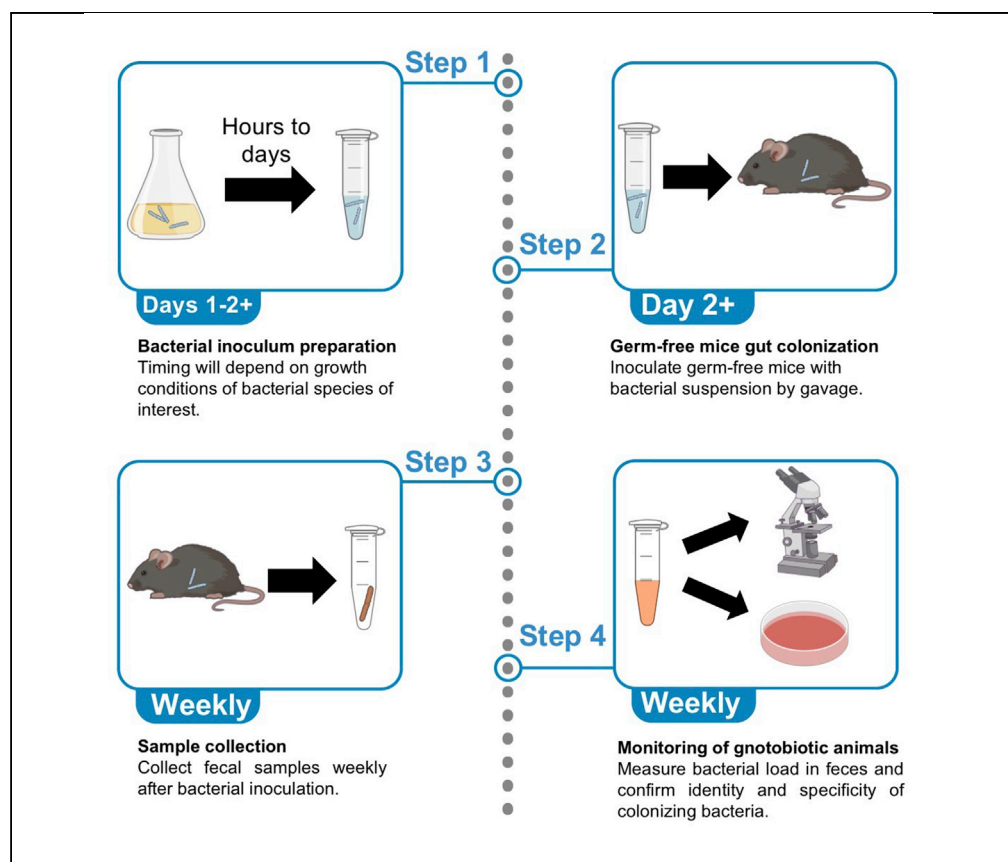 Step 1
Hours to
days
Days 1-2+
Bacterial inoculum preparation
Timing will depend on growth
conditions of bacterial species of
interest.
Step 2
Day 2+
Germ-free mice gut colonization
Inoculate germ-free mice with
bacterial suspension by gavage.
Step 3
Weekly
Sample collection
Collect fecal samples weekly
after bacterial inoculation.
Step 4
Weekly
Monitoring of gnotobiotic animals
Measure bacterial load in feces and
confirm identity and specificity of
colonizing bacteria.